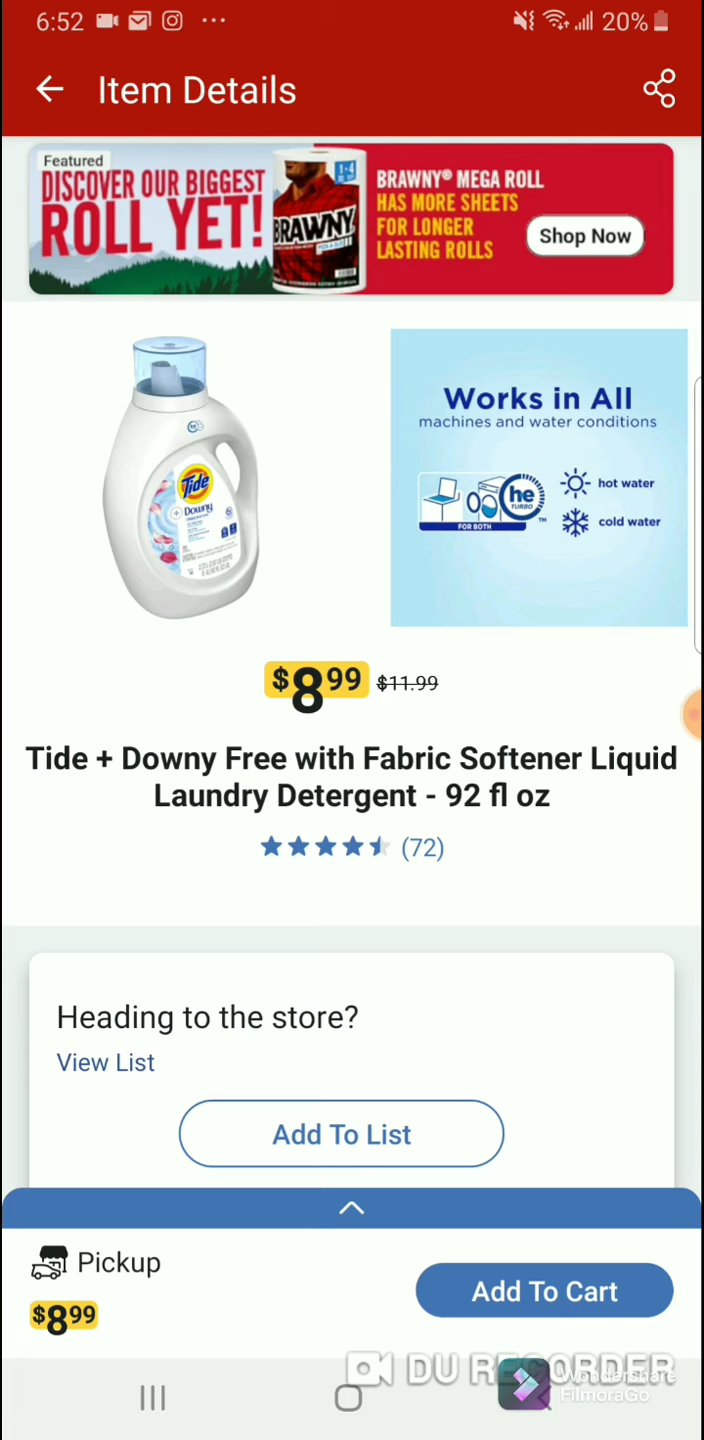 6:52
20%
Item Details
Featured
DISCOVER OUR BIGGEST
ROLL YET!
BRAWNY
BRAWNY® MEGA ROLL
HAS MORE SHEETS
FOR LONGER
LASTING ROLLS
Shop Now
Tide
+ Downy
Works in All
machines and water conditions
he
TURBO
™
FOR BOTH
hot water
cold water
$8 99 $11.99
Tide + Downy Free with Fabric Softener Liquid
Laundry Detergent - 92 fl oz
(72)
Heading to the store?
View List
Add To List
Pickup
$8 99
Add To Cart
DU RECORDER
Wondershare
FilmoraGo